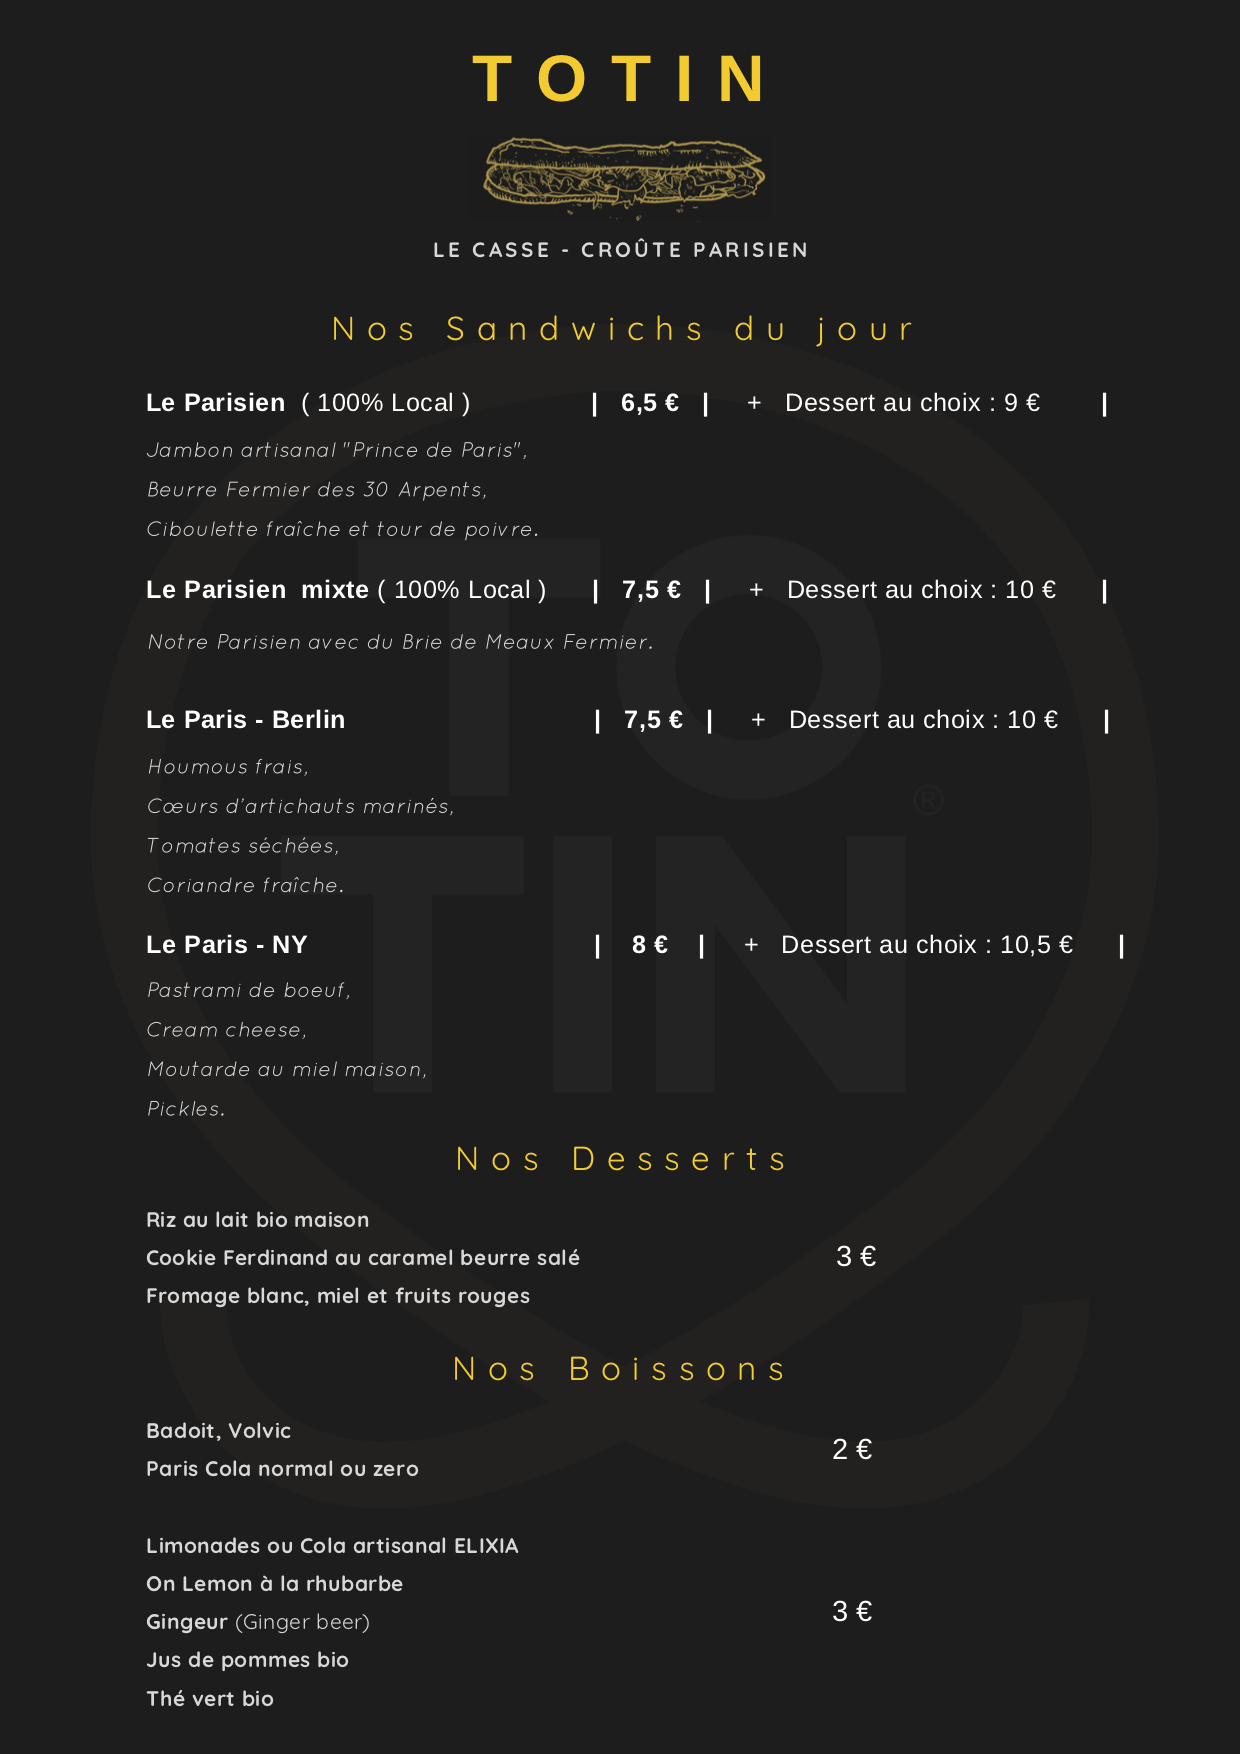 TOTIN
LE CASSE - CROÛTE PARISIEN
Nos Sandwichs du jour
Le Parisien ( 100% Local ) | 6,5 € | + Dessert au choix : 9 € |
Jambon artisanal "Prince de Paris",
Beurre Fermier des 30 Arpents,
Ciboulette fraîche et tour de poivre.
Le Parisien mixte ( 100% Local ) | 7,5 € | + Dessert au choix : 10 € |
Notre Parisien avec du Brie de Meaux Fermier.
Le Paris - Berlin | 7,5 € | + Dessert au choix : 10 € |
Houmous frais,
Cœurs d'artichauts marinés,
Tomates séchées,
Coriandre fraîche.
Le Paris - NY | 8 € | + Dessert au choix : 10,5 € |
Pastrami de boeuf,
Cream cheese,
Moutarde au miel maison,
Pickles.
TO
TIN ®
Nos Desserts
Riz au lait bio maison
Cookie Ferdinand au caramel beurre salé 3 €
Fromage blanc, miel et fruits rouges
Nos Boissons
Badoit, Volvic
2 €
Paris Cola normal ou zero
Limonades ou Cola artisanal ELIXIA
On Lemon à la rhubarbe
Gingeur (Ginger beer) 3 €
Jus de pommes bio
Thé vert bio